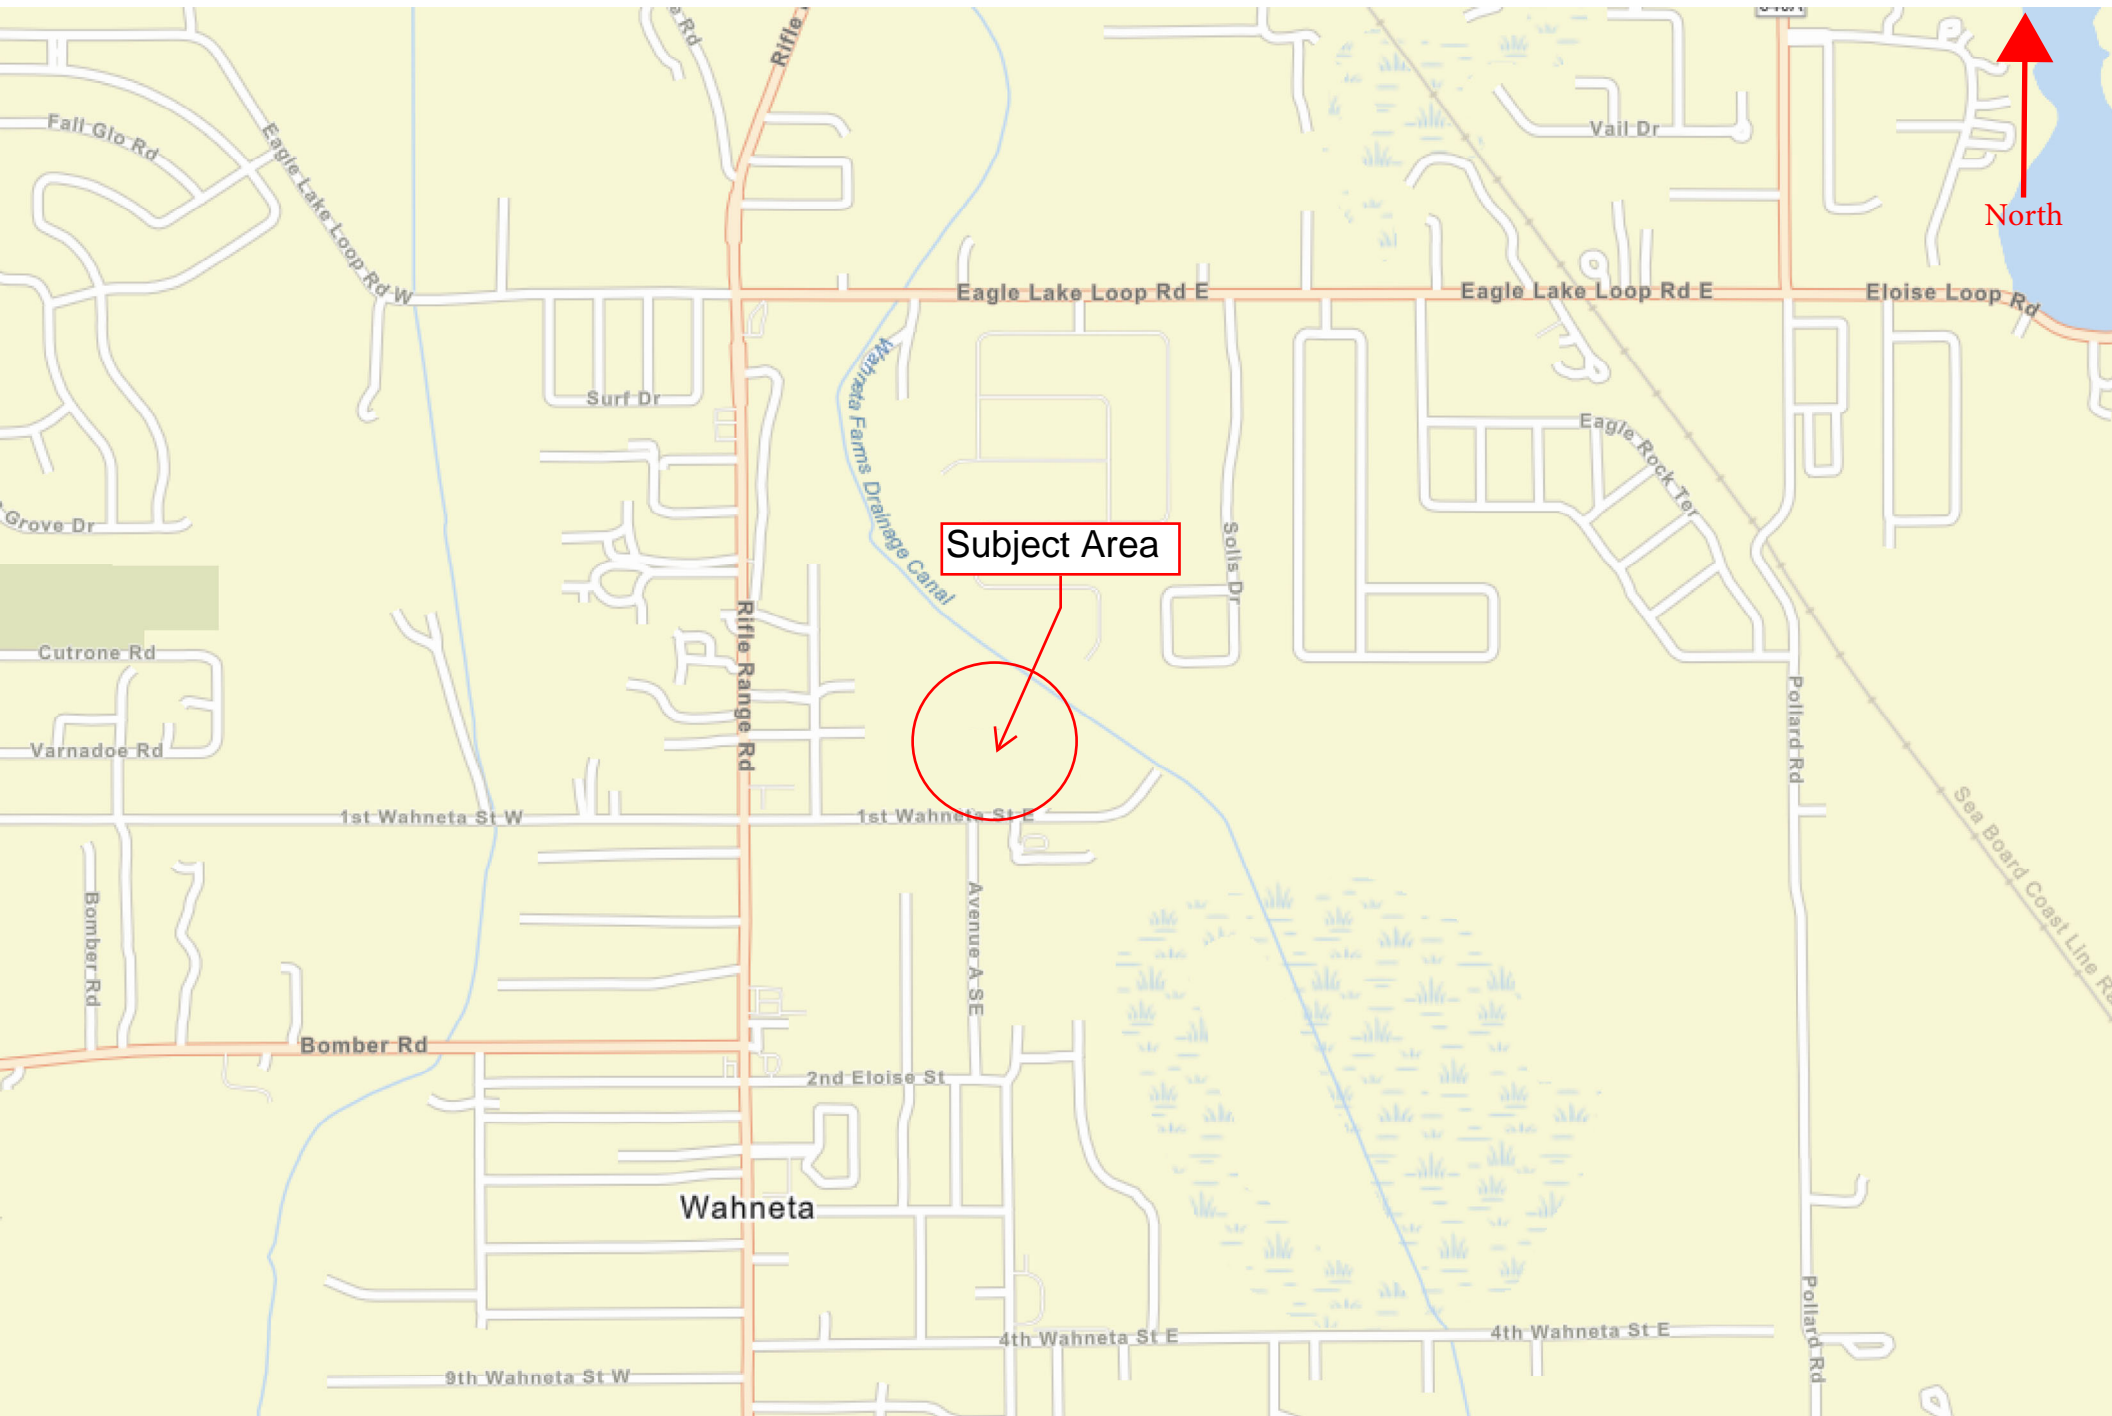 Rd
Rifle
Fall Glo Rd
Eagle Lake Loop Rd W
Vail Dr
North
Eagle Lake Loop Rd E
Eagle Lake Loop Rd E
Eloise Loop Rd
Wahneta Farms Drainage Canal
Surf Dr
Eagle Rock Ter
Grove Dr
Subject Area
Solis Dr
Rifle Range Rd
Cutrone Rd
Varnadoe Rd
Pollard Rd
1st Wahneta St W
1st Wahneta St E
Sea Board Coast Line
Bomber Rd
Avenue A SE
Bomber Rd
2nd Eloise St
Wahneta
Pollard Rd
4th Wahneta St E
4th Wahneta St E
9th Wahneta St W